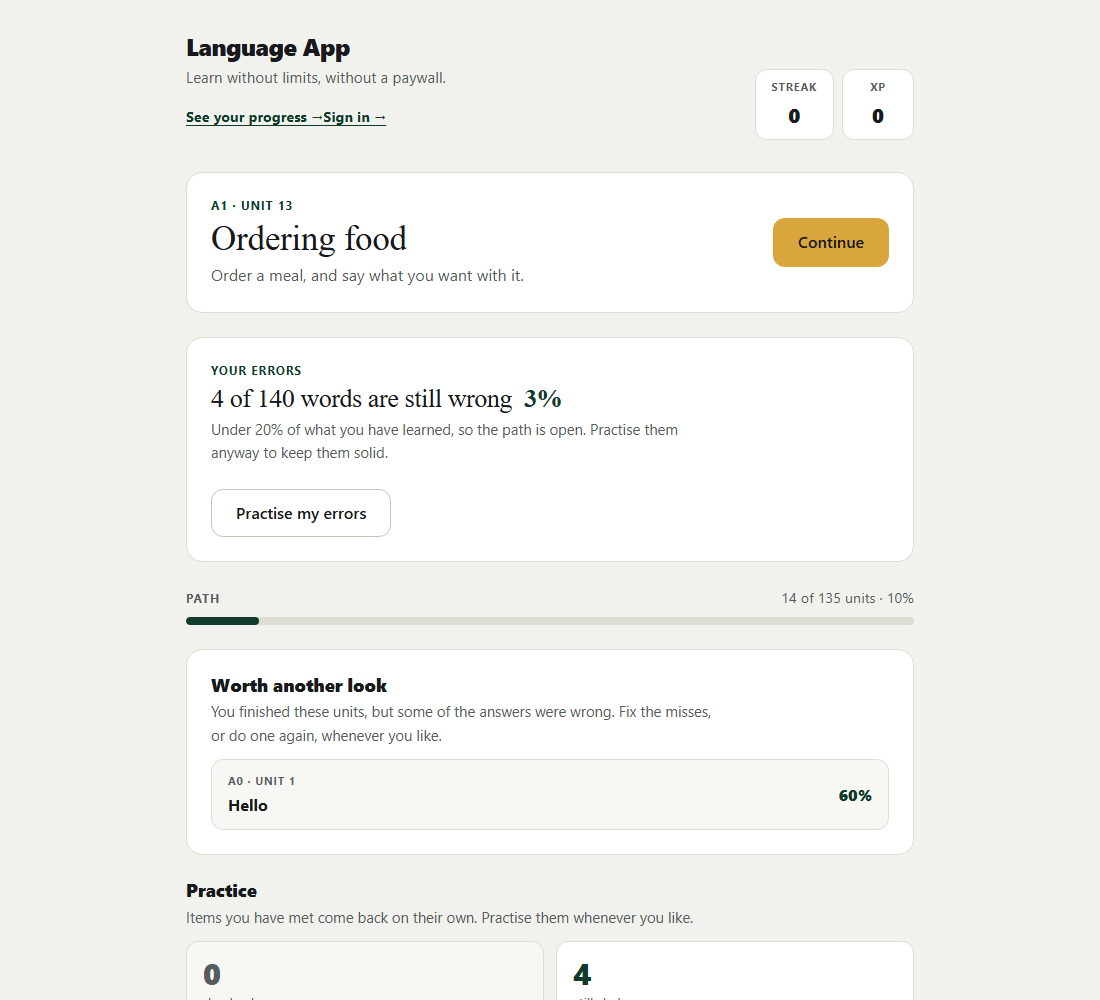 Language App
Learn without limits, without a paywall.
See your progress →Sign in →
STREAK
0
XP
0
A1 · UNIT 13
Ordering food
Order a meal, and say what you want with it.
Continue
YOUR ERRORS
4 of 140 words are still wrong 3%
Under 20% of what you have learned, so the path is open. Practise them
anyway to keep them solid.
Practise my errors
PATH
14 of 135 units · 10%
Worth another look
You finished these units, but some of the answers were wrong. Fix the misses,
or do one again, whenever you like.
A0 · UNIT 1
Hello
60%
Practice
Items you have met come back on their own. Practise them whenever you like.
0
4